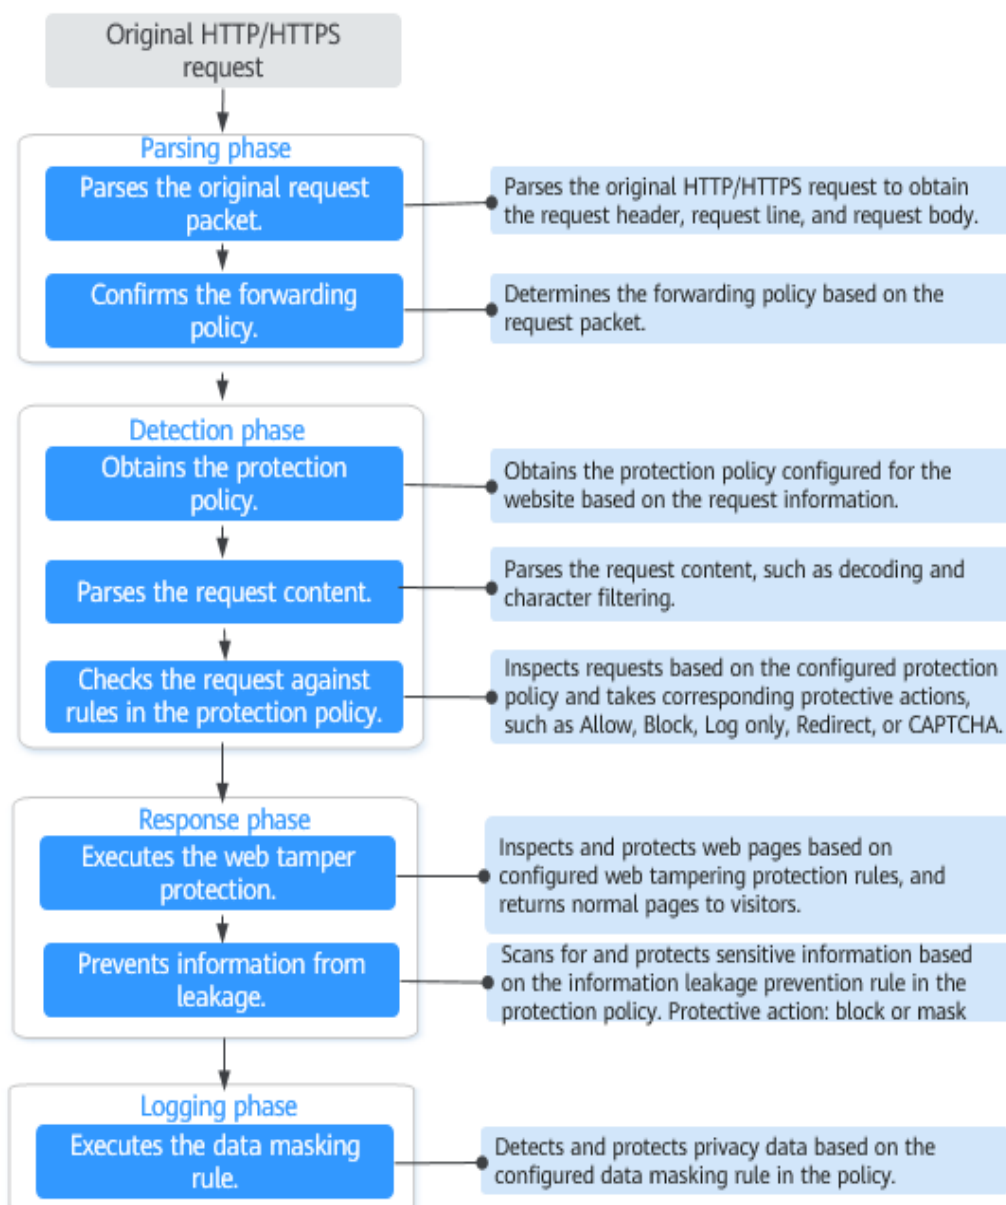 Original HTTP/HTTPS
request
Parsing phase
Parses the original request
packet.
Parses the original HTTP/HTTPS request to obtain
the request header, request line, and request body.
Confirms the forwarding
policy.
Determines the forwarding policy based on the
request packet.
Detection phase
Obtains the protection
policy.
Obtains the protection policy configured for the
website based on the request information.
Parses the request content.
Parses the request content, such as decoding and
character filtering.
Checks the request against
rules in the protection policy.
Inspects requests based on the configured protection
policy and takes corresponding protective actions,
such as Allow, Block, Log only, Redirect, or CAPTCHA.
Response phase
Executes the web tamper
protection.
Inspects and protects web pages based on
configured web tampering protection rules, and
returns normal pages to visitors.
Prevents information from
leakage.
Scans for and protects sensitive information based
on the information leakage prevention rule in the
protection policy. Protective action: block or mask
Logging phase
Executes the data masking
rule.
Detects and protects privacy data based on the
configured data masking rule in the policy.